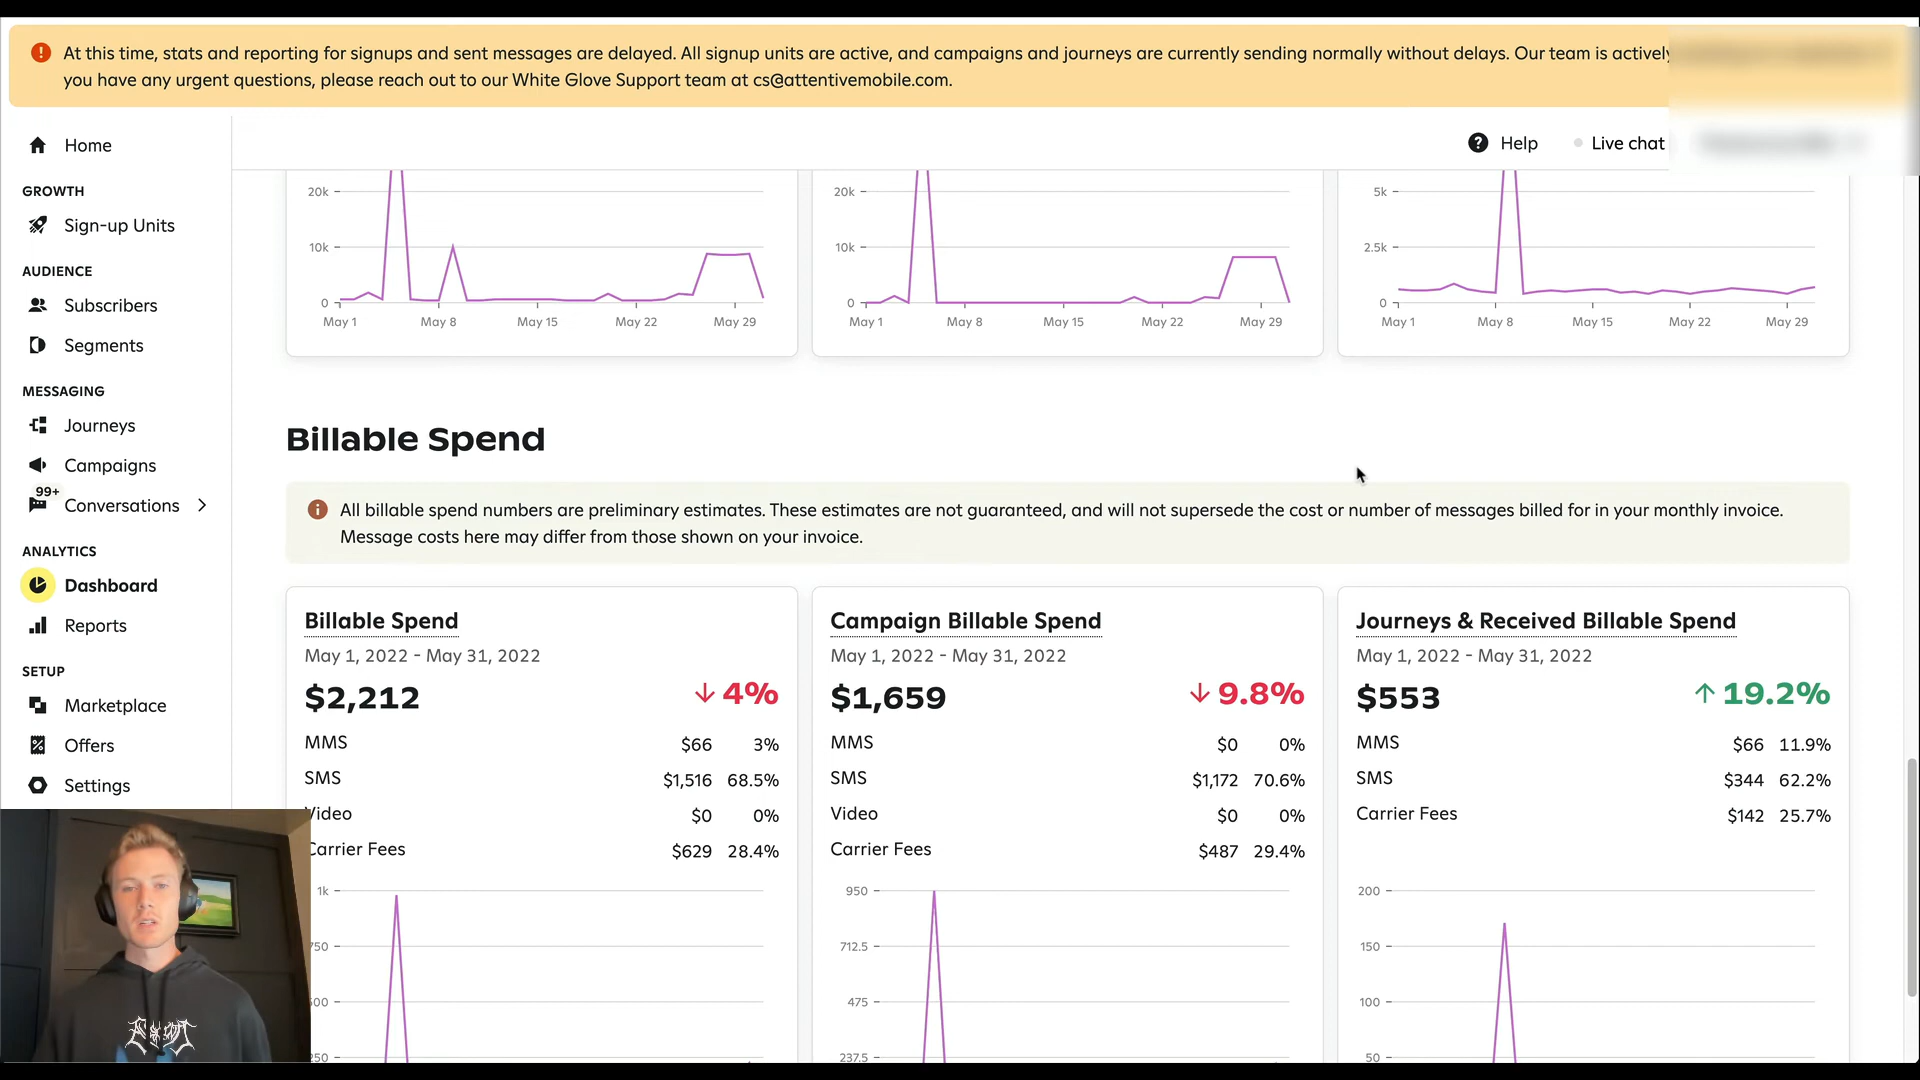 At this time, stats and reporting for signups and sent messages are delayed. All signup units are active, and campaigns and journeys are currently sending normally without delays. Our team is actively
you have any urgent questions, please reach out to our White Glove Support team at cs@attentivemobile.com.
Help
Live chat
Home
GROWTH
Sign-up Units
AUDIENCE
Subscribers
Segments
MESSAGING
Journeys
Campaigns
99+
Conversations
ANALYTICS
Dashboard
Reports
SETUP
Marketplace
Offers
Settings
20k
10k
0
May 1 May 8 May 15 May 22 May 29
20k
10k
0
May 1 May 8 May 15 May 22 May 29
5k
2.5k
0
May 1 May 8 May 15 May 22 May 29
Billable Spend
All billable spend numbers are preliminary estimates. These estimates are not guaranteed, and will not supersede the cost or number of messages billed for in your monthly invoice.
Message costs here may differ from those shown on your invoice.
Billable Spend
May 1, 2022 - May 31, 2022
$2,212 ↓ 4%
MMS $66 3%
SMS $1,516 68.5%
Video $0 0%
Carrier Fees $629 28.4%
1k
750
500
250
Campaign Billable Spend
May 1, 2022 - May 31, 2022
$1,659 ↓ 9.8%
MMS $0 0%
SMS $1,172 70.6%
Video $0 0%
Carrier Fees $487 29.4%
950
712.5
475
237.5
Journeys & Received Billable Spend
May 1, 2022 - May 31, 2022
$553 ↑ 19.2%
MMS $66 11.9%
SMS $344 62.2%
Carrier Fees $142 25.7%
200
150
100
50